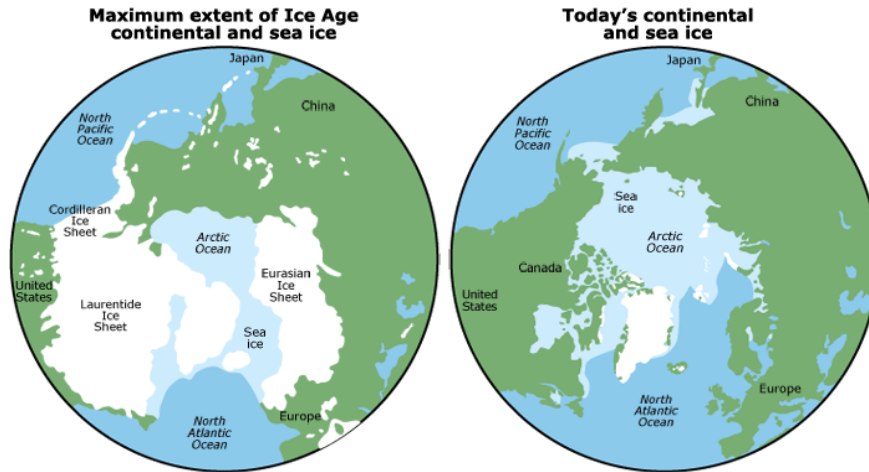 Maximum extent of Ice Age
continental and sea ice
Japan
China
North
Pacific
Ocean
Cordilleran
Ice
Sheet
Arctic
Ocean
United
States
Laurentide
Ice
Sheet
Eurasian
Ice
Sheet
Sea
ice
North
Atlantic
Ocean
Europe
Today's continental
and sea ice
Japan
China
North
Pacific
Ocean
Sea
ice
Arctic
Ocean
Canada
United
States
Europe
North
Atlantic
Ocean